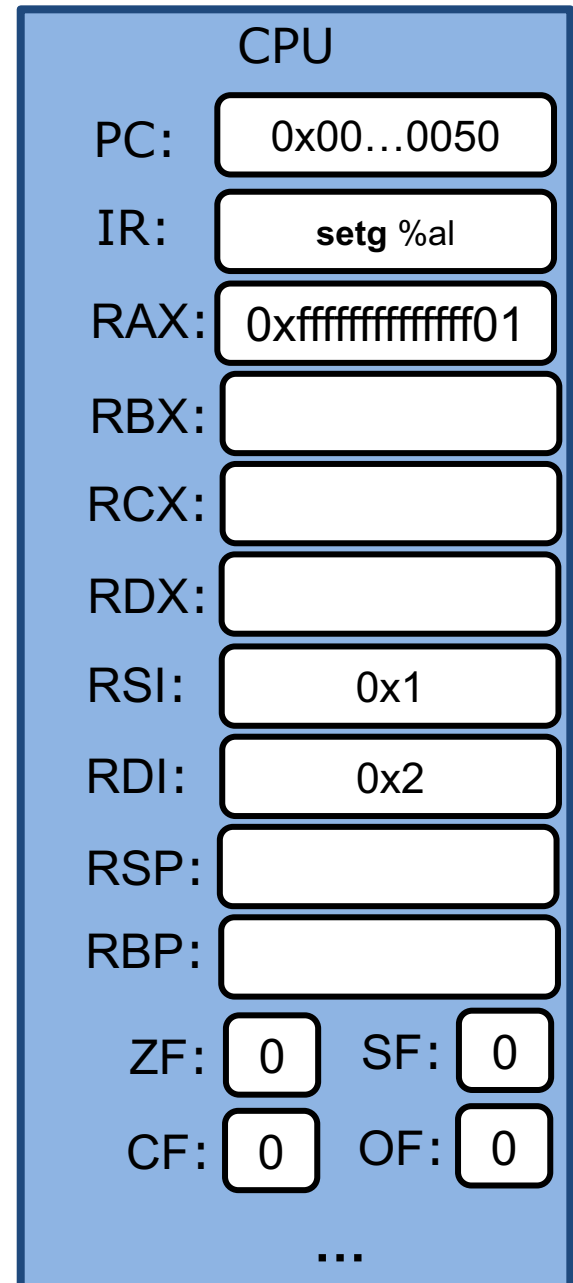 CPU
PC: 0x00...0050
IR: setg %al
RAX: 0xffffffffffffff01
RBX:
RCX:
RDX:
RSI: 0x1
RDI: 0x2
RSP:
RBP:
ZF: 0 SF: 0
CF: 0 OF: 0
...